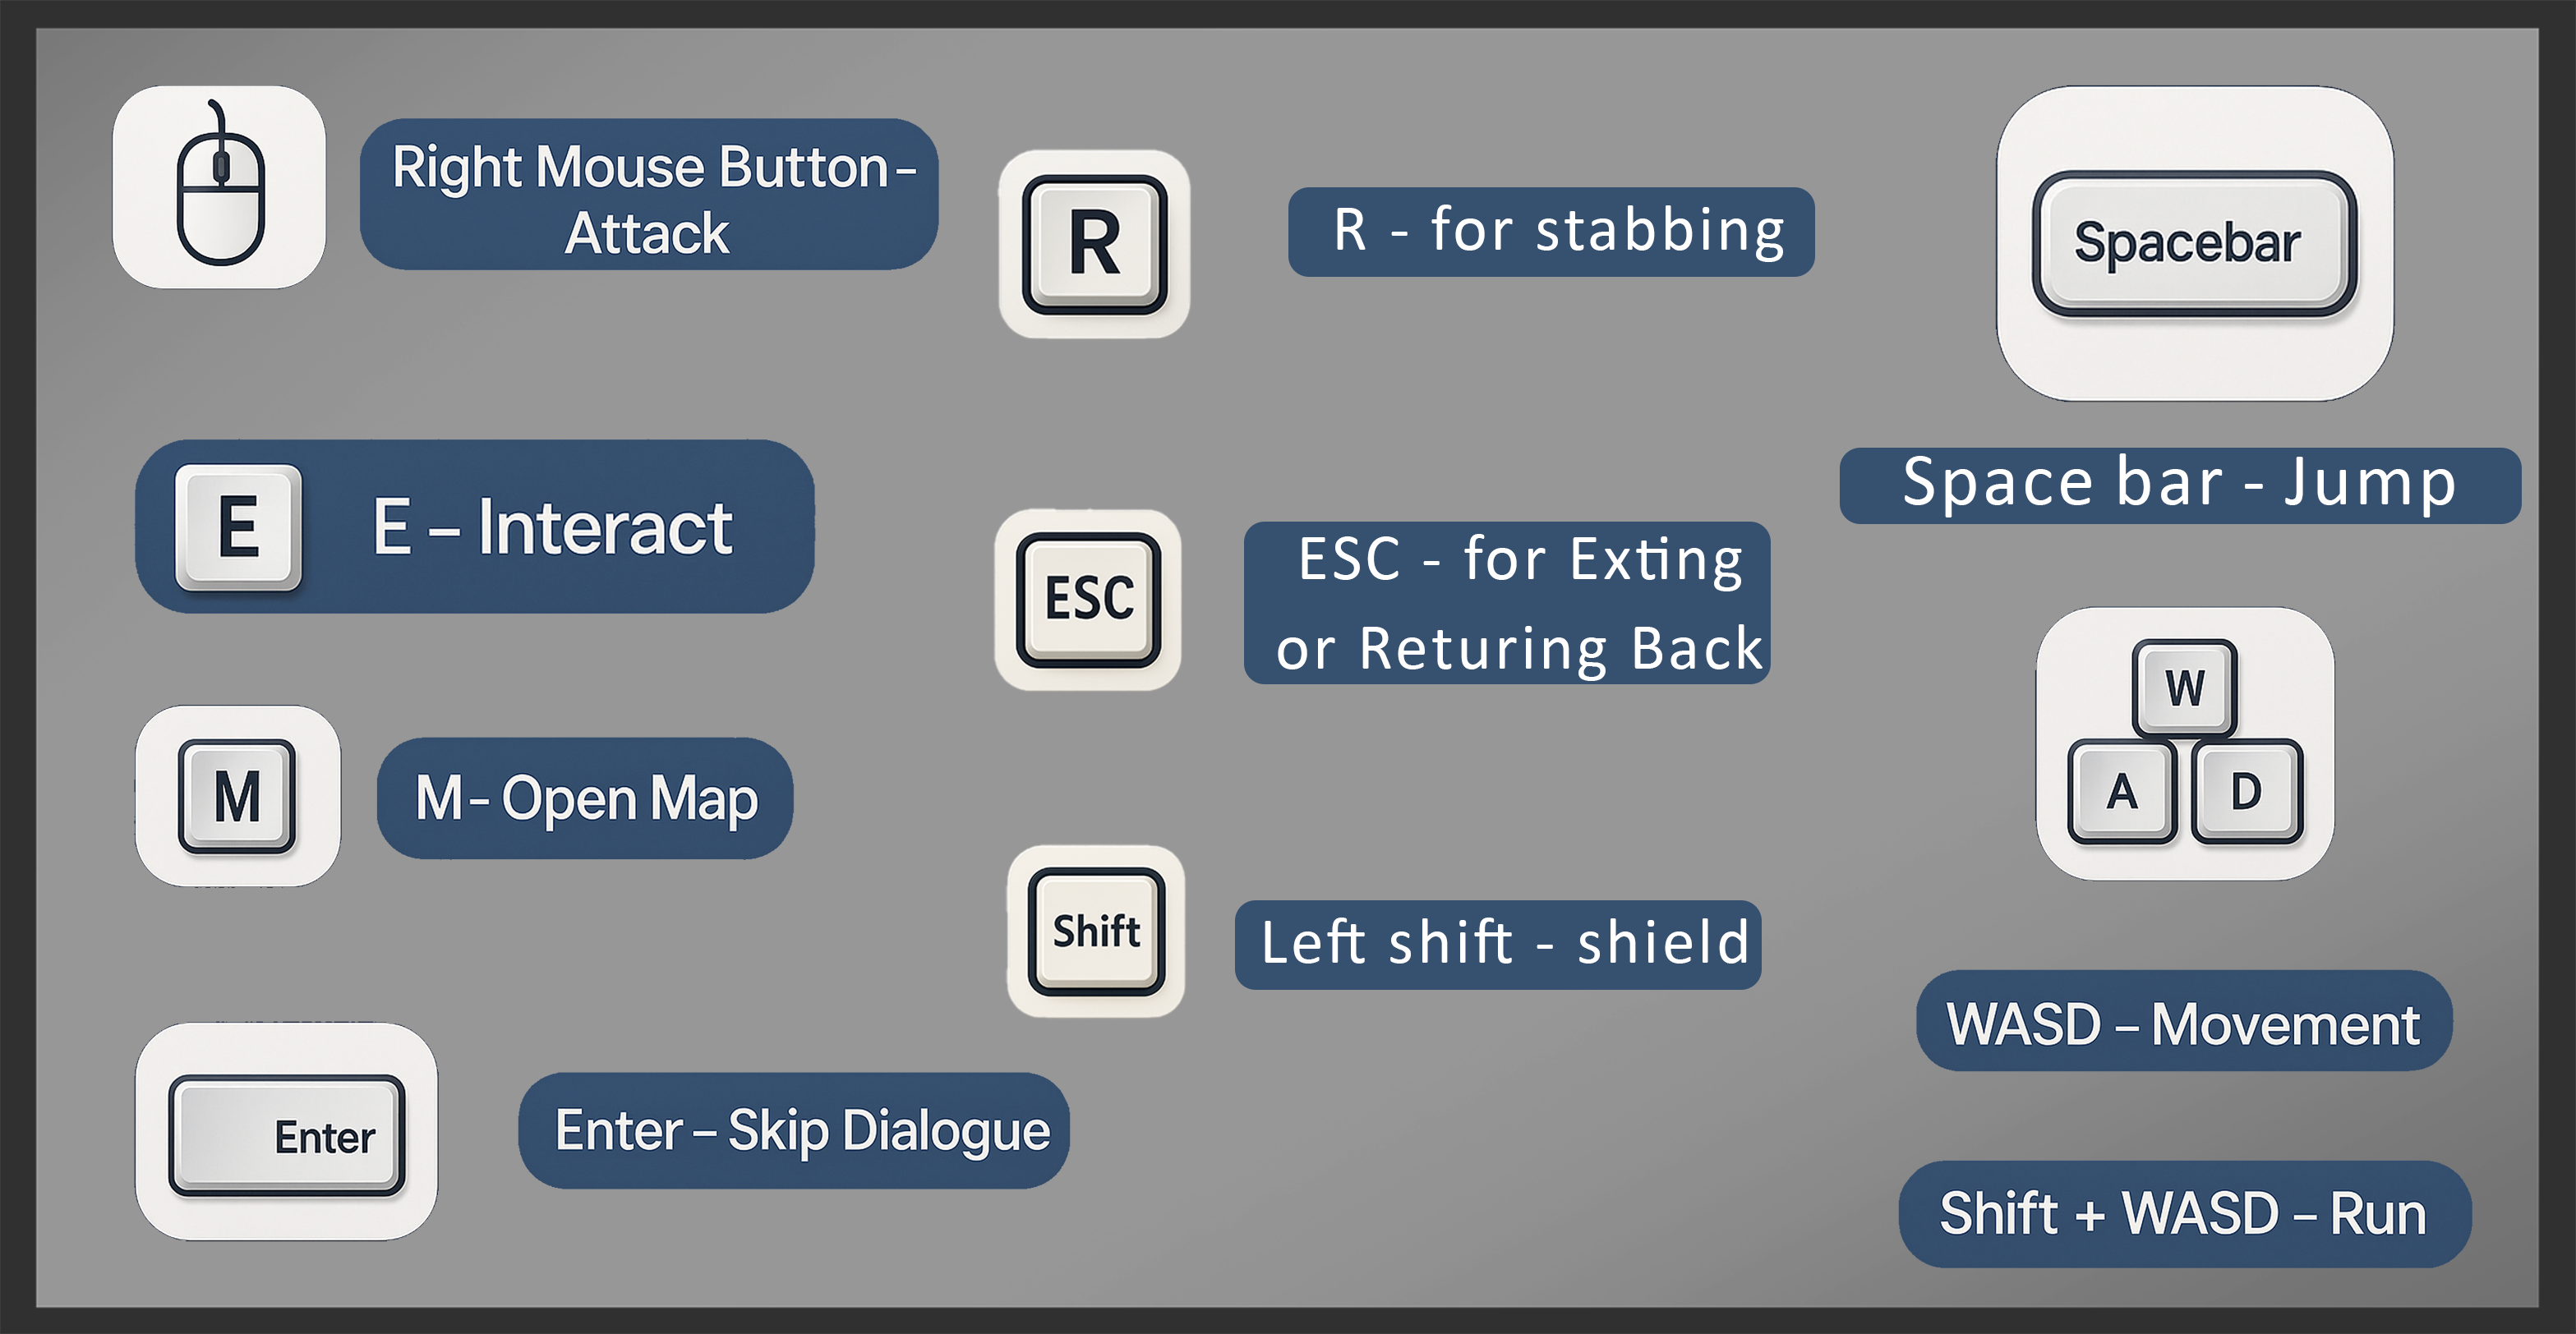 Right Mouse Button-
Attack
R
R - for stabbing
Spacebar
Space bar - Jump
E
E – Interact
ESC
ESC - for Exting
or Returing Back
W
A
D
M
M- Open Map
Shift
Left shift - shield
WASD – Movement
Enter
Enter – Skip Dialogue
Shift + WASD – Run